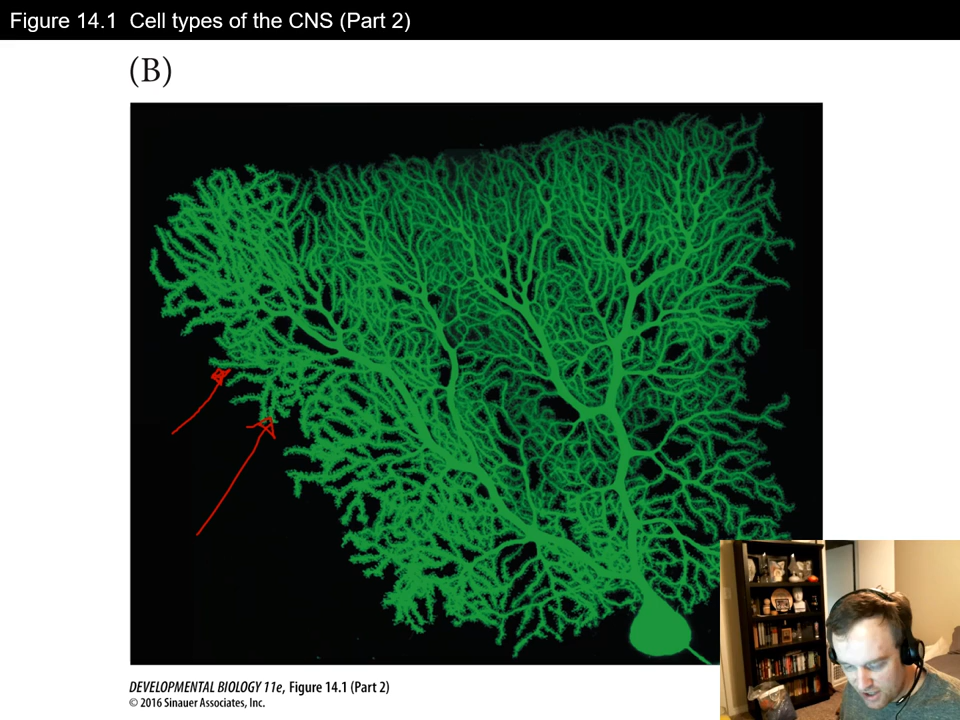 Figure 14.1 Cell types of the CNS (Part 2)
(B)
DEVELOPMENTAL BIOLOGY 11e, Figure 14.1 (Part 2)
© 2016 Sinauer Associates, Inc.